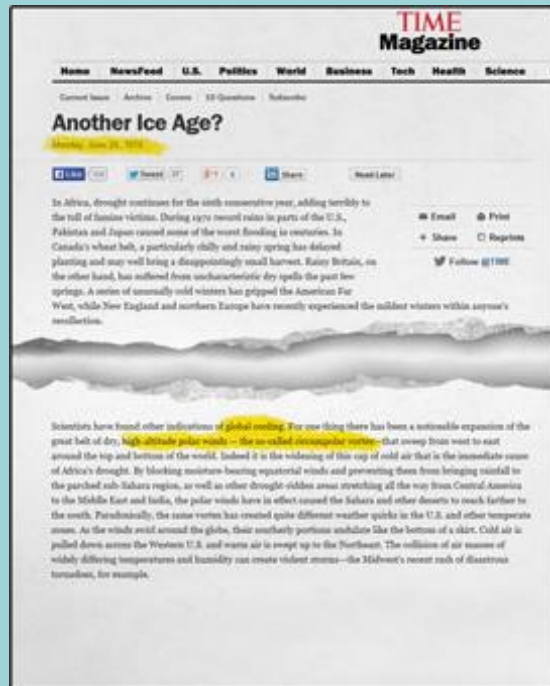 TIME
Magazine
Home NewsFeed U.S. Politics World Business Tech Health Science
Current Issue Archive Covers 10 Questions Subscribe
Another Ice Age?
Monday, June 24, 1974
Like Tweet Share Read Later
In Africa, drought continues for the sixth consecutive year, adding terribly to
the toll of famine victims. During 1972 record rains in parts of the U.S.,
Pakistan and Japan caused some of the worst flooding in centuries. In
Canada's wheat belt, a particularly chilly and rainy spring has delayed
planting and may well bring a disappointingly small harvest. Rainy Britain, on
the other hand, has suffered from uncharacteristic dry spells the past few
springs. A series of unusually cold winters has gripped the American Far
West, while New England and northern Europe have recently experienced the mildest winters within anyone's
recollection.
Email Print
Share Reprints
Follow @TIME
Scientists have found other indications of global cooling. For one thing there has been a noticeable expansion of the
great belt of dry, high-altitude polar winds — the so-called circumpolar vortex—that sweep from west to east
around the top and bottom of the world. Indeed it is the widening of this cap of cold air that is the immediate cause
of Africa's drought. By blocking moisture-bearing equatorial winds and preventing them from bringing rainfall to
the parched sub-Sahara region, as well as other drought-ridden areas stretching all the way from Central America
to the Middle East and India, the polar winds have in effect caused the Sahara and other deserts to reach farther to
the south. Paradoxically, the same vortex has created quite different weather quirks in the U.S. and other temperate
zones. As the winds swirl around the globe, their southerly portions undulate like the bottom of a skirt. Cold air is
pulled down across the Western U.S. and warm air is swept up to the Northeast. The collision of air masses of
widely differing temperatures and humidity can create violent storms—the Midwest's recent rash of disastrous
tornadoes, for example.